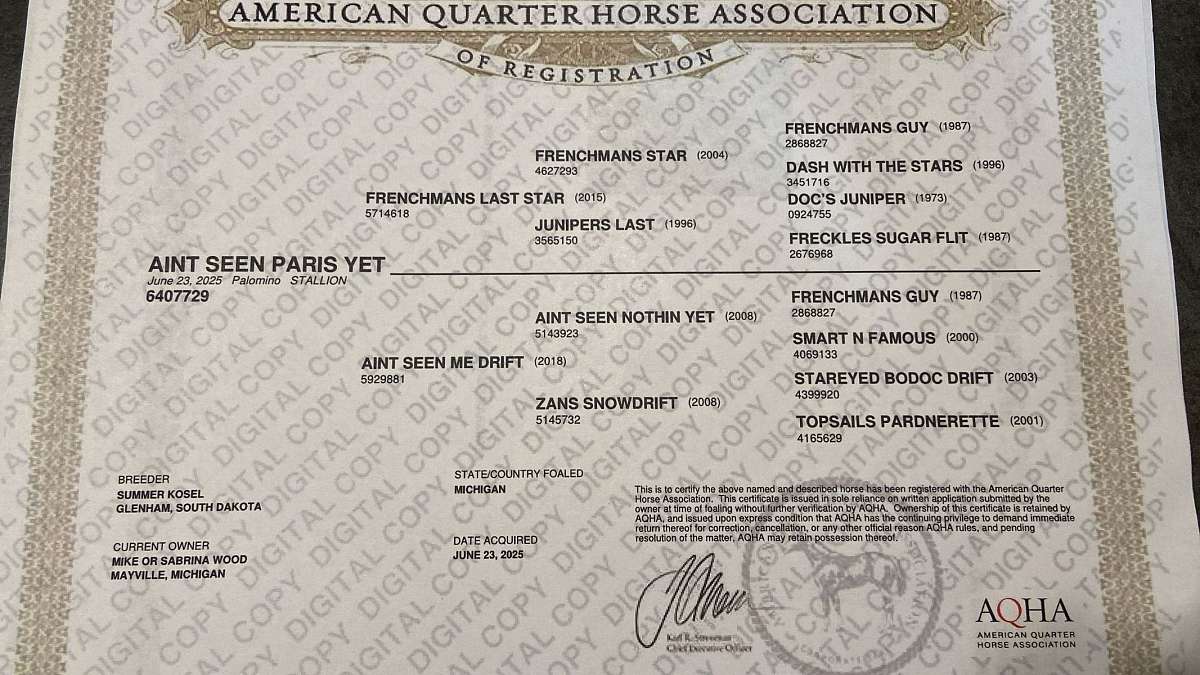 AMERICAN QUARTER HORSE ASSOCIATION
OF REGISTRATION
FRENCHMANS GUY (1987)
2868827
FRENCHMANS STAR (2004)
4627293
DASH WITH THE STARS (1996)
3451716
FRENCHMANS LAST STAR (2015)
5714618
DOC'S JUNIPER (1973)
0924755
JUNIPERS LAST (1996)
3565150
FRECKLES SUGAR FLIT (1987)
2676968
AINT SEEN PARIS YET
June 23, 2025 Palomino STALLION
6407729
FRENCHMANS GUY (1987)
2868827
AINT SEEN NOTHIN YET (2008)
5143923
SMART N FAMOUS (2000)
4069133
AINT SEEN ME DRIFT (2018)
5929881
STAREYED BODOC DRIFT (2003)
4399920
ZANS SNOWDRIFT (2008)
5145732
TOPSAILS PARDNERETTE (2001)
4165629
BREEDER
SUMMER KOSEL
GLENHAM, SOUTH DAKOTA
STATE/COUNTRY FOALED
MICHIGAN
CURRENT OWNER
MIKE OR SABRINA WOOD
MAYVILLE, MICHIGAN
DATE ACQUIRED
JUNE 23, 2025
This is to certify the above named and described horse has been registered with the American Quarter
Horse Association. This certificate is issued in sole reliance on written application submitted by the
owner at time of foaling without further verification by AQHA. Ownership of this certificate is retained by
AQHA, and issued upon express condition that AQHA has the continuing privilege to demand immediate
return thereof for correction, cancellation, or any other official reason AQHA rules, and pending
resolution of the matter, AQHA may retain possession thereof.
Karl R. Stressman
Chief Executive Officer
AQHA
AMERICAN QUARTER
HORSE ASSOCIATION
DIGITAL COPY